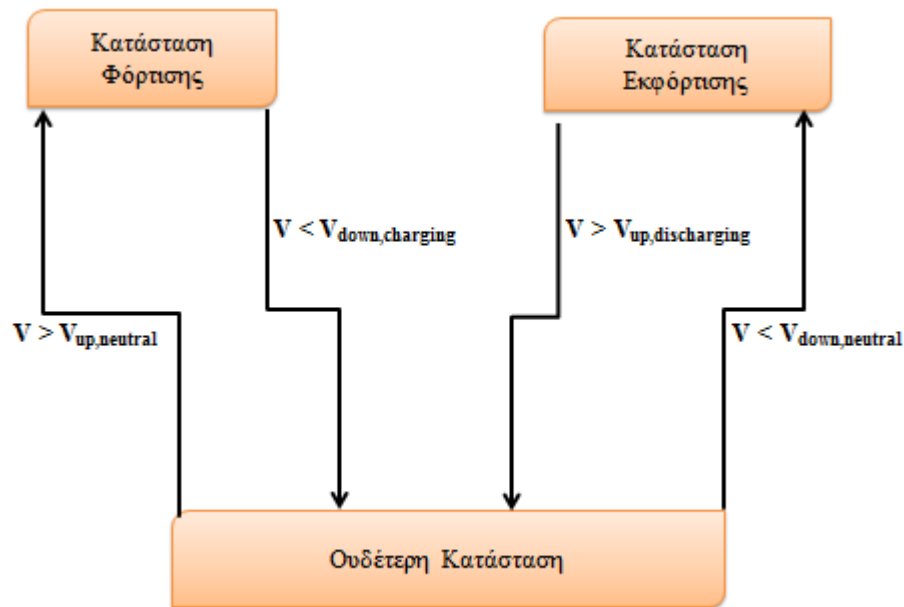 Κατάσταση
Φόρτισης
Κατάσταση
Εκφόρτισης
V < Vdown,charging
V > Vup,discharging
V > Vup,neutral
V < Vdown,neutral
Ουδέτερη Κατάσταση